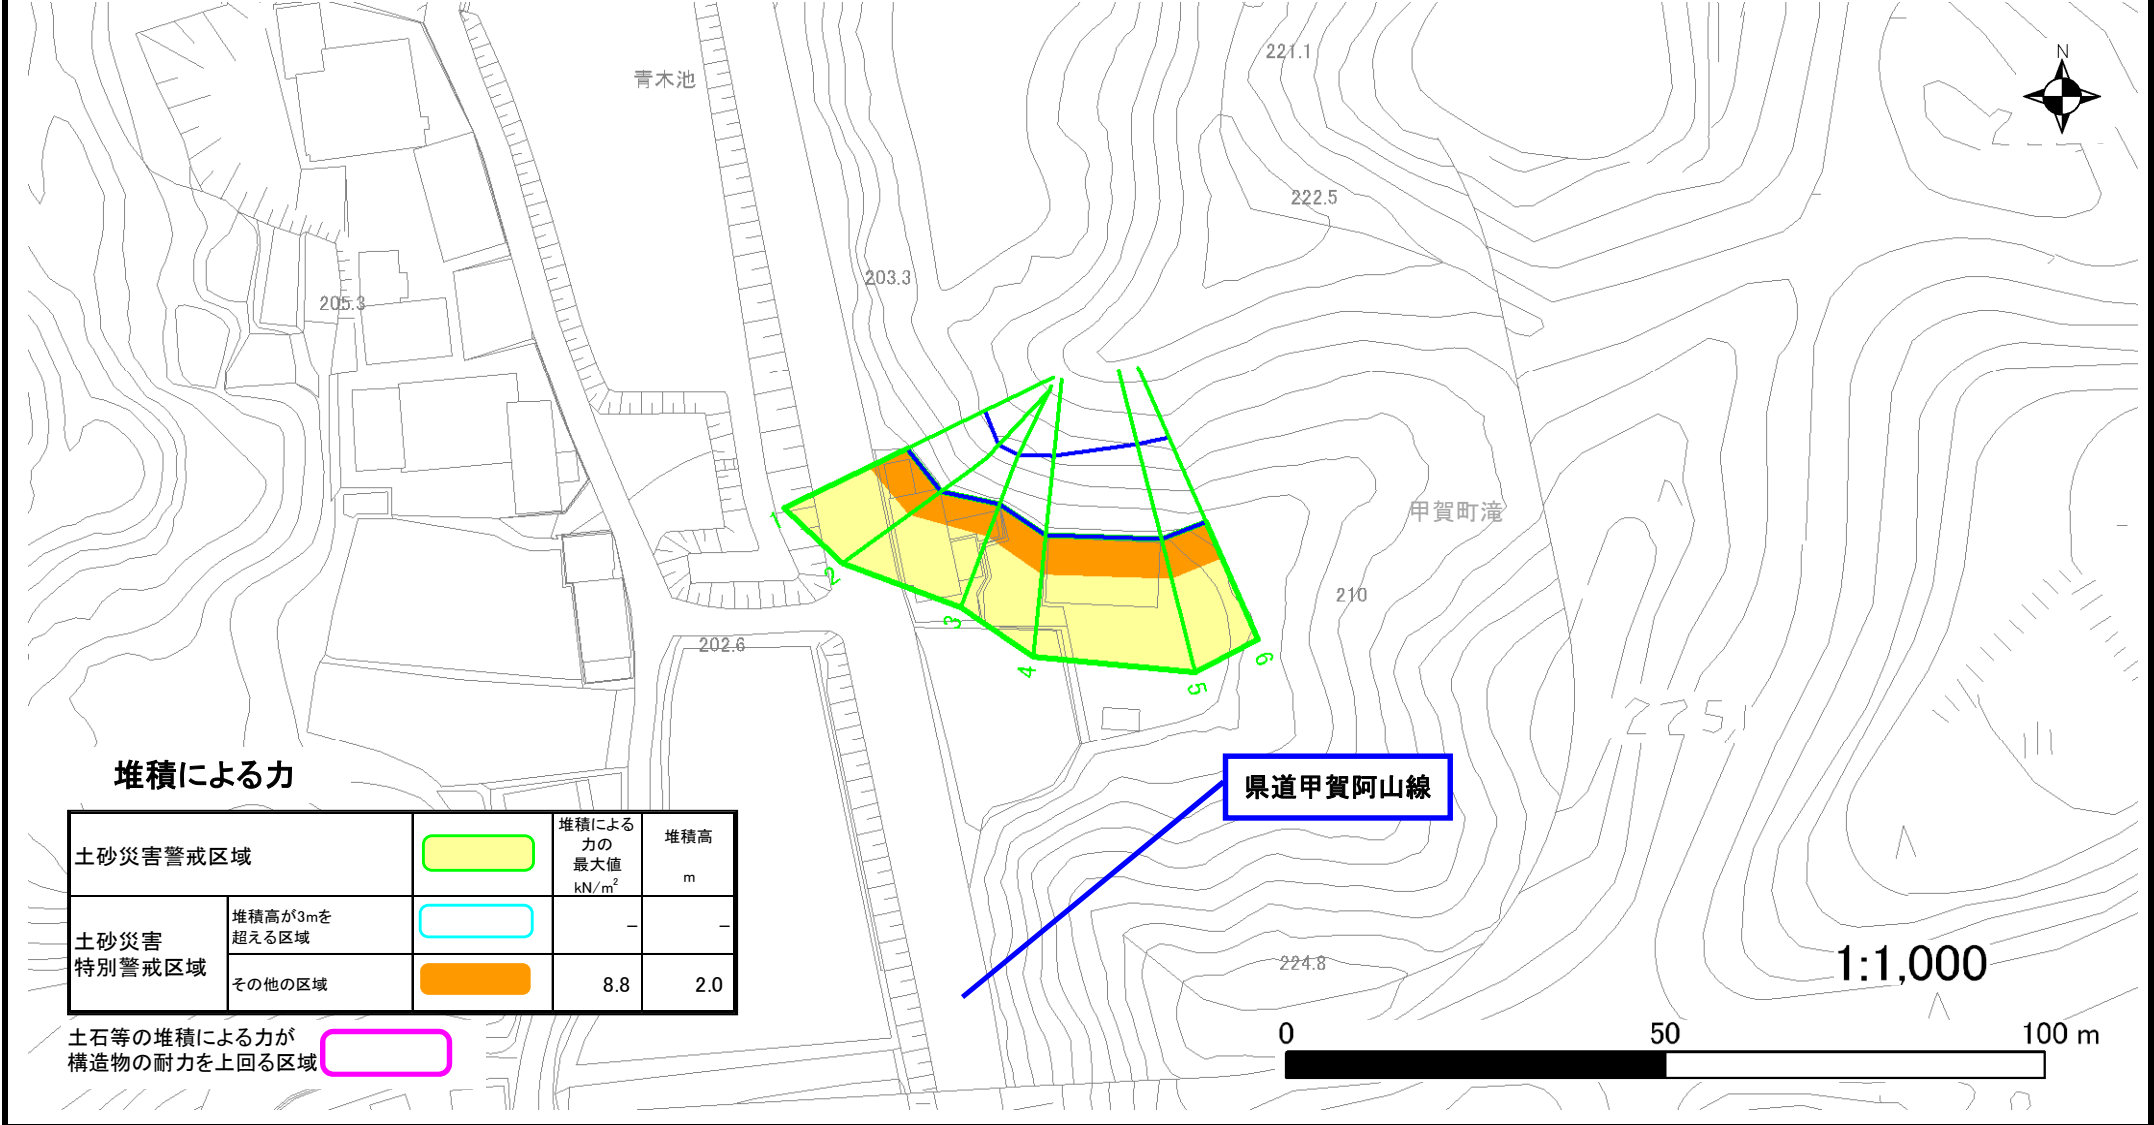 221.1
N
青木池
222.5
203.3
205.3
甲賀町滝
1
2
3
4
5
6
210
202.6
225.1
県道甲賀阿山線
堆積による力
土砂災害警戒区域
堆積による
力の
最大値
kN/m²
堆積高
m
土砂災害
特別警戒区域
堆積高が3mを
超える区域
–
–
その他の区域
8.8
2.0
土石等の堆積による力が
構造物の耐力を上回る区域
224.8
1:1,000
0
50
100 m